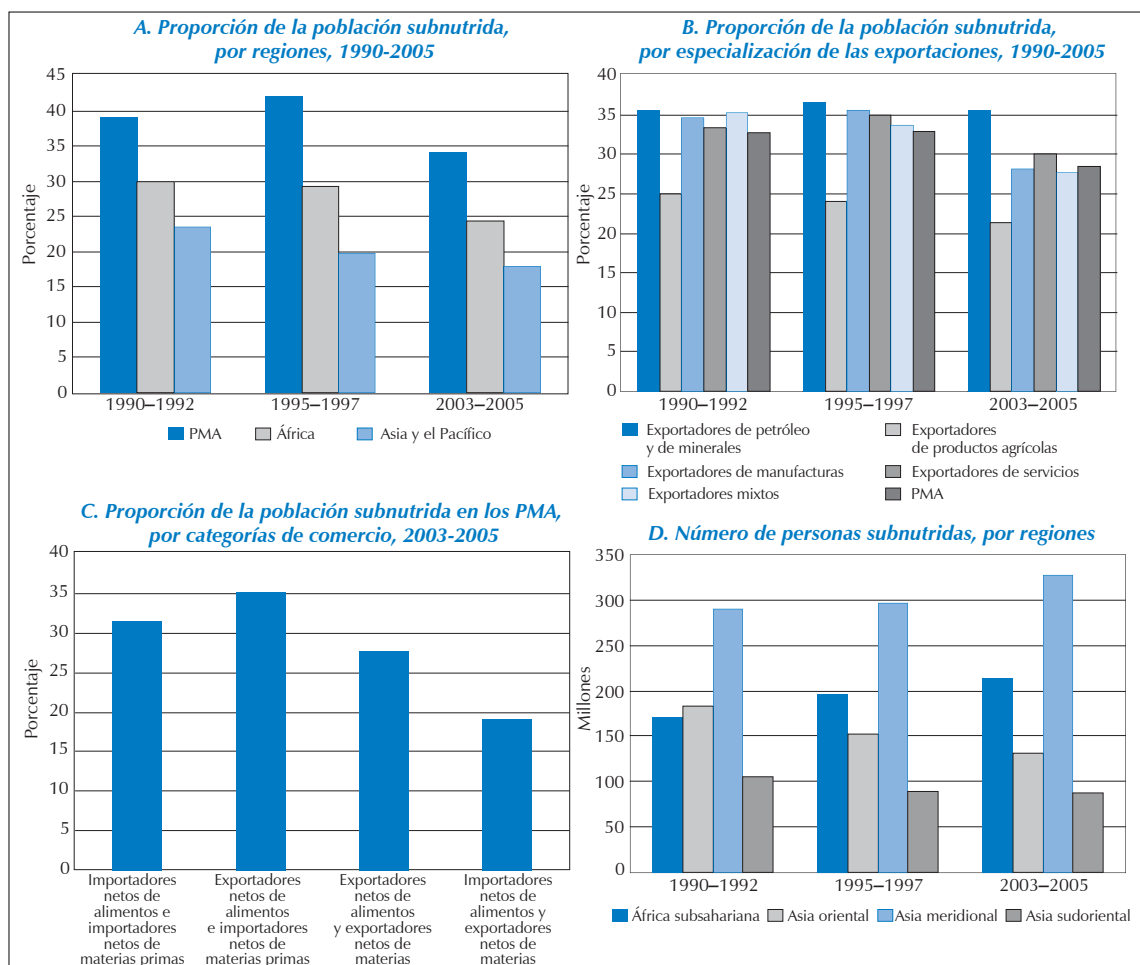 A. Proporción de la población subnutrida,
por regiones, 1990-2005
45
40
35
30
25
20
15
10
5
0
Porcentaje
1990–1992
1995–1997
2003–2005
PMA
África
Asia y el Pacífico
B. Proporción de la población subnutrida,
por especialización de las exportaciones, 1990-2005
40
35
30
25
20
15
10
5
0
Porcentaje
1990–1992
1995–1997
2003–2005
Exportadores de petróleo
y de minerales
Exportadores
de productos agrícolas
Exportadores de manufacturas
Exportadores de servicios
Exportadores mixtos
PMA
C. Proporción de la población subnutrida en los PMA,
por categorías de comercio, 2003-2005
40
35
30
25
20
15
10
5
0
Porcentaje
Importadores
netos de
alimentos e
importadores
netos de
materias primas
Exportadores
netos de
alimentos
e importadores
netos de
materias primas
Exportadores
netos de
alimentos
y exportadores
netos de
materias
Importadores
netos de
alimentos y
exportadores
netos de
materias
D. Número de personas subnutridas, por regiones
350
300
250
200
150
100
50
0
Millones
1990–1992
1995–1997
2003–2005
África subsahariana
Asia oriental
Asia meridional
Asia sudoriental